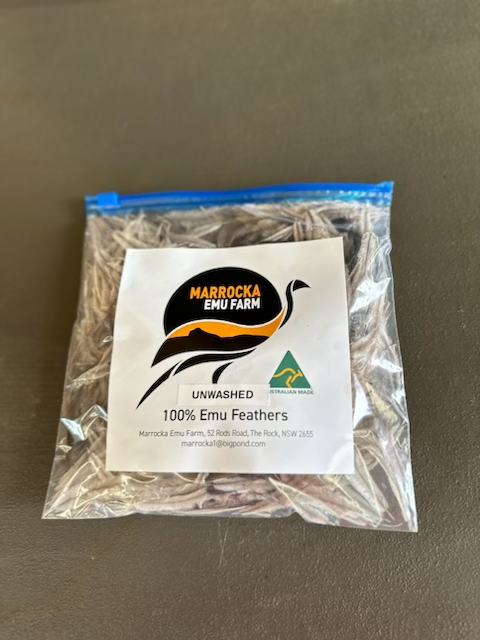 MARROCKA
EMU FARM
UNWASHED
AUSTRALIAN MADE
100% Emu Feathers
Marrocka Emu Farm, 52 Rods Road, The Rock, NSW 2655
marrocka1@bigpond.com